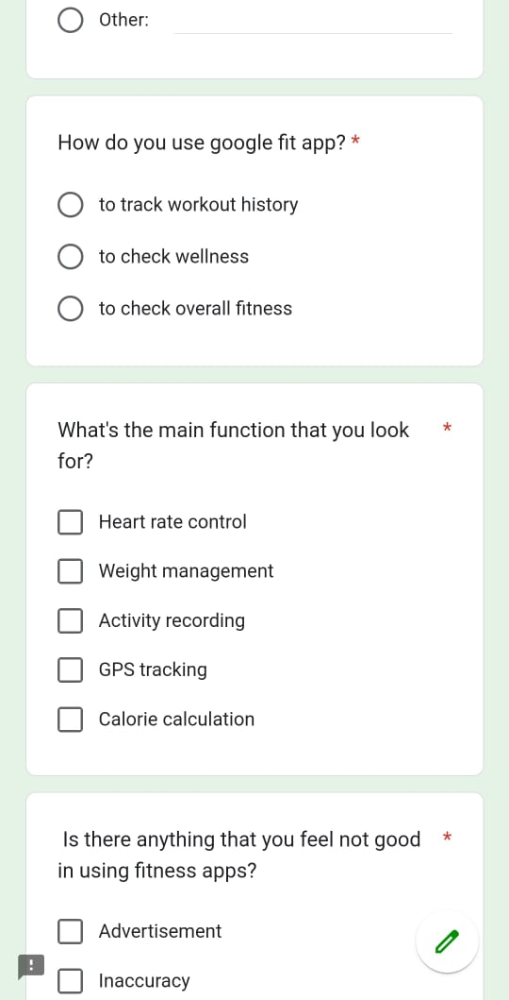 Other:
How do you use google fit app? *
to track workout history
to check wellness
to check overall fitness
What's the main function that you look *
for?
Heart rate control
Weight management
Activity recording
GPS tracking
Calorie calculation
Is there anything that you feel not good *
in using fitness apps?
Advertisement
Inaccuracy